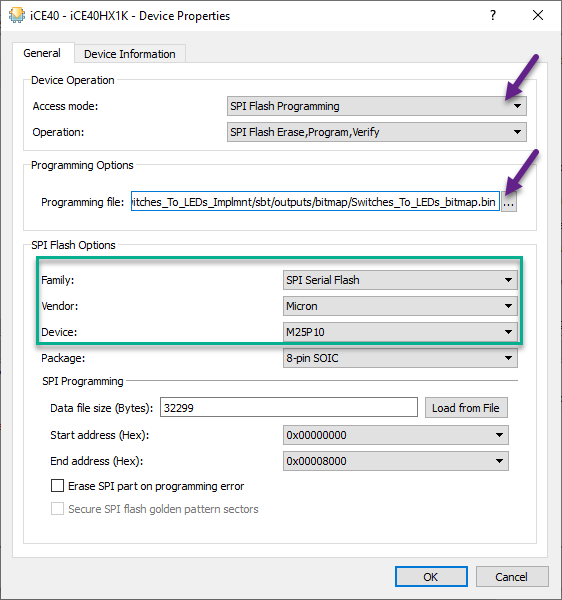 iCE40 - iCE40HX1K - Device Properties
General Device Information
Device Operation
Access mode: SPI Flash Programming
Operation: SPI Flash Erase,Program,Verify
Programming Options
Programming file: witches_To_LEDs_Implmnt/sbt/outputs/bitmap/Switches_To_LEDs_bitmap.bin ...
SPI Flash Options
Family: SPI Serial Flash
Vendor: Micron
Device: M25P10
Package: 8-pin SOIC
SPI Programming
Data file size (Bytes): 32299 Load from File
Start address (Hex): 0x00000000
End address (Hex): 0x00008000
Erase SPI part on programming error
Secure SPI flash golden pattern sectors
OK Cancel